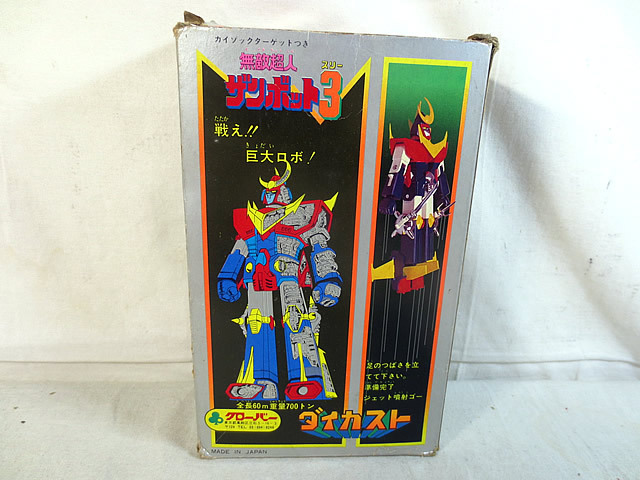 カイゾックターゲットつき
無敵超人
スリー
ザンボット3
たたか
戦え!!
きょだい
巨大ロボ!
足のつばさを立
てて下さい。
準備完了
ジェット噴射ゴー
全長60m重量700トン
クローバー
ダイカスト
MADE IN JAPAN